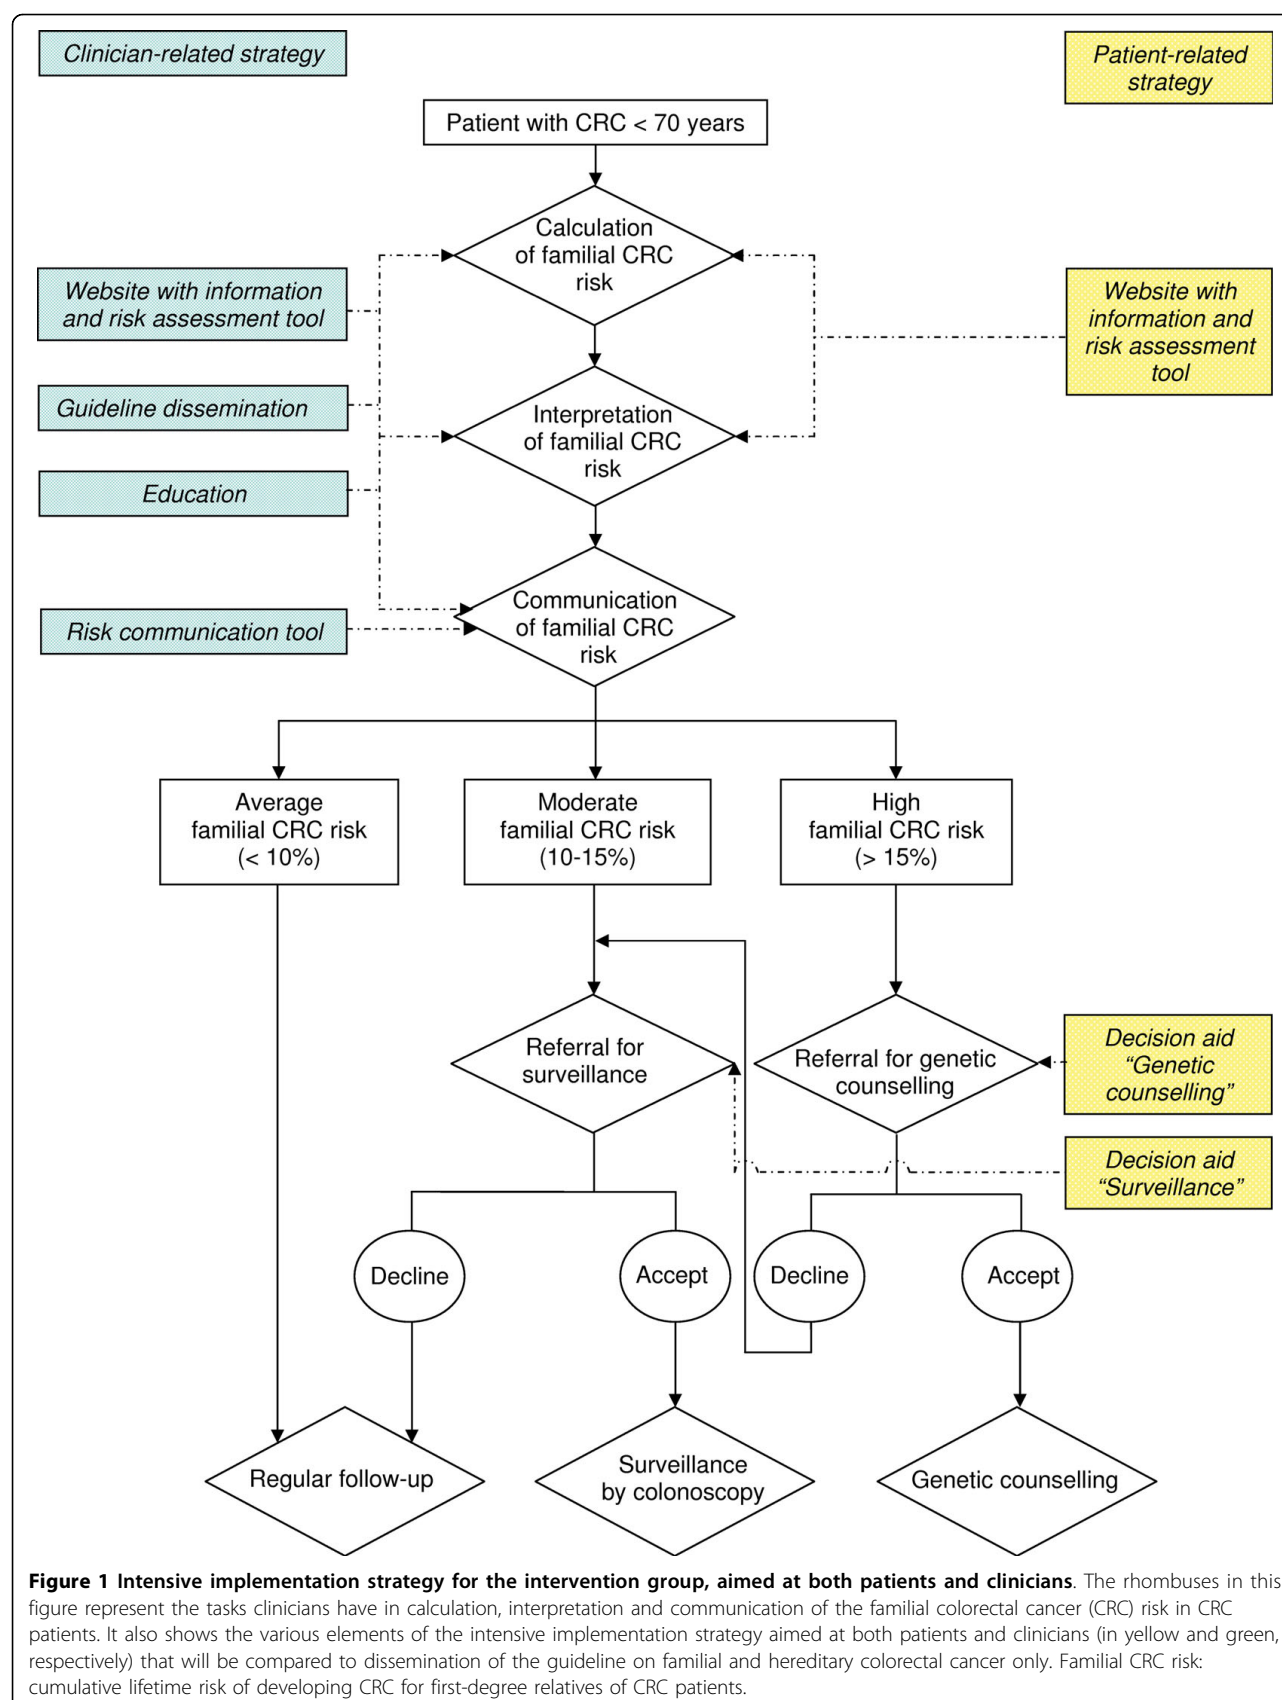 Clinician-related strategy
Patient-related
strategy
Patient with CRC < 70 years
Calculation
of familial CRC
risk
Website with information
and risk assessment tool
Website with
information and
risk assessment
tool
Guideline dissemination
Interpretation
of familial CRC
risk
Education
Communication
of familial CRC
risk
Risk communication tool
Average
familial CRC risk
(< 10%)
Moderate
familial CRC risk
(10-15%)
High
familial CRC risk
(> 15%)
Referral for
surveillance
Referral for genetic
counselling
Decision aid
“Genetic
counselling”
Decision aid
“Surveillance”
Decline
Accept
Decline
Accept
Regular follow-up
Surveillance
by colonoscopy
Genetic counselling
Figure 1 Intensive implementation strategy for the intervention group, aimed at both patients and clinicians. The rhombuses in this
figure represent the tasks clinicians have in calculation, interpretation and communication of the familial colorectal cancer (CRC) risk in CRC
patients. It also shows the various elements of the intensive implementation strategy aimed at both patients and clinicians (in yellow and green,
respectively) that will be compared to dissemination of the guideline on familial and hereditary colorectal cancer only. Familial CRC risk:
cumulative lifetime risk of developing CRC for first-degree relatives of CRC patients.